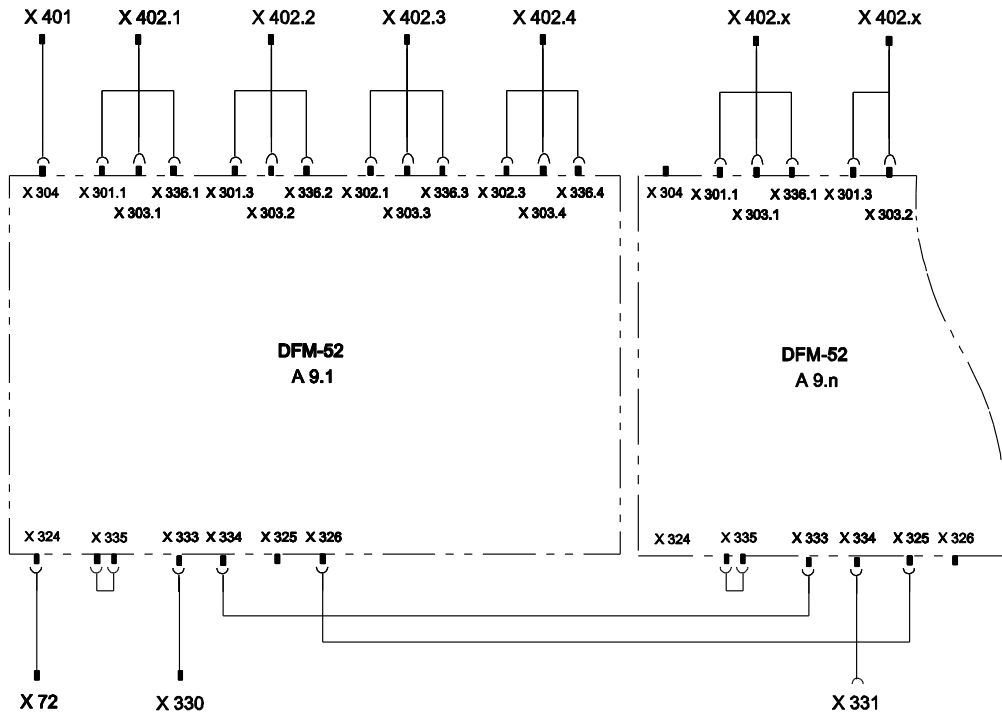 X 401 X 402.1 X 402.2 X 402.3 X 402.4 X 402.x X 402.x
X 304 X 301.1 X 336.1 X 301.3 X 336.2 X 302.1 X 336.3 X 302.3 X 336.4 X 304 X 301.1 X 336.1 X 301.3
X 303.1 X 303.2 X 303.3 X 303.4 X 303.1 X 303.2
DFM-52 DFM-52
A 9.1 A 9.n
X 324 X 335 X 333 X 334 X 325 X 326 X 324 X 335 X 333 X 334 X 325 X 326
X 72 X 330 X 331